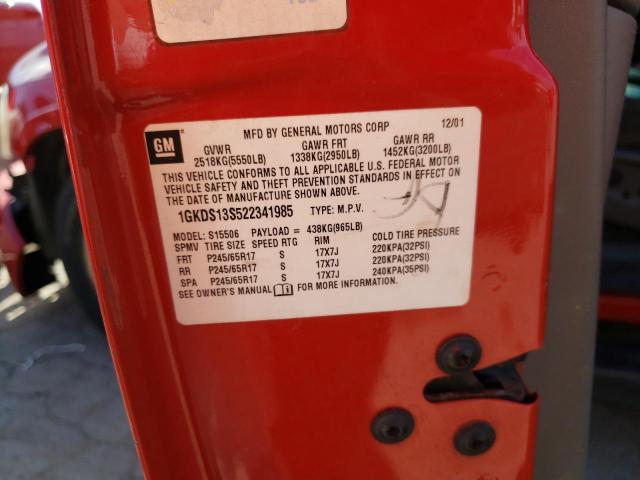 MFD BY GENERAL MOTORS CORP 12/01
GM
GVWR GAWR FRT GAWR RR
2518KG(5550LB) 1338KG(2950LB) 1452KG(3200LB)
THIS VEHICLE CONFORMS TO ALL APPLICABLE U.S. FEDERAL MOTOR
VEHICLE SAFETY AND THEFT PREVENTION STANDARDS IN EFFECT ON
THE DATE OF MANUFACTURE SHOWN ABOVE.
1GKDS13S522341985 TYPE: M.P.V.
MODEL: S15506 PAYLOAD = 438KG(965LB)
SPMV TIRE SIZE SPEED RTG RIM COLD TIRE PRESSURE
FRT P245/65R17 S 17X7J 220KPA(32PSI)
RR P245/65R17 S 17X7J 220KPA(32PSI)
SPA P245/65R17 S 17X7J 240KPA(35PSI)
SEE OWNER'S MANUAL FOR MORE INFORMATION.